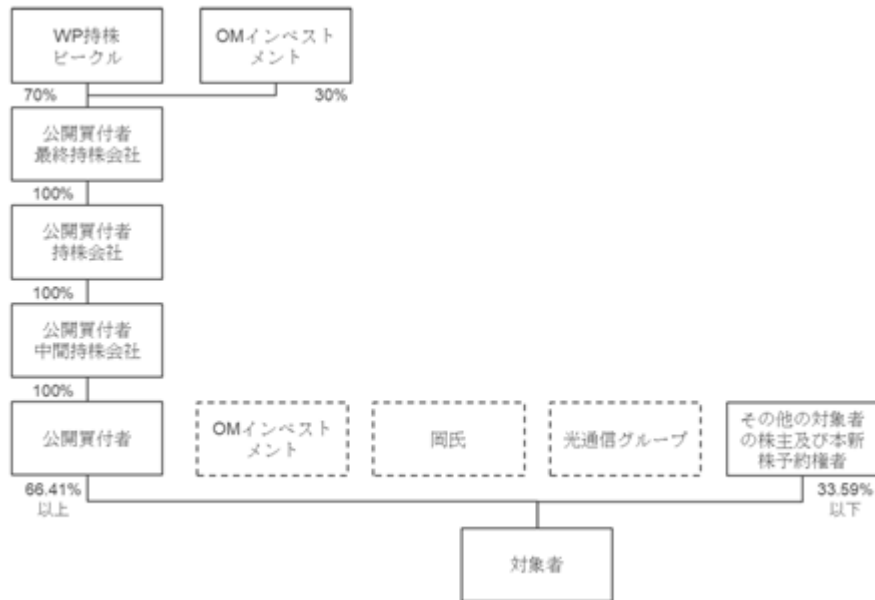 WP持株
ビークル
OMインベスト
メント
70%
30%
公開買付者
最終持株会社
100%
公開買付者
持株会社
100%
公開買付者
中間持株会社
100%
公開買付者
OMインベスト
メント
岡氏
光通信グループ
その他の対象者
の株主及び本新
株予約権者
66.41%
以上
33.59%
以下
対象者